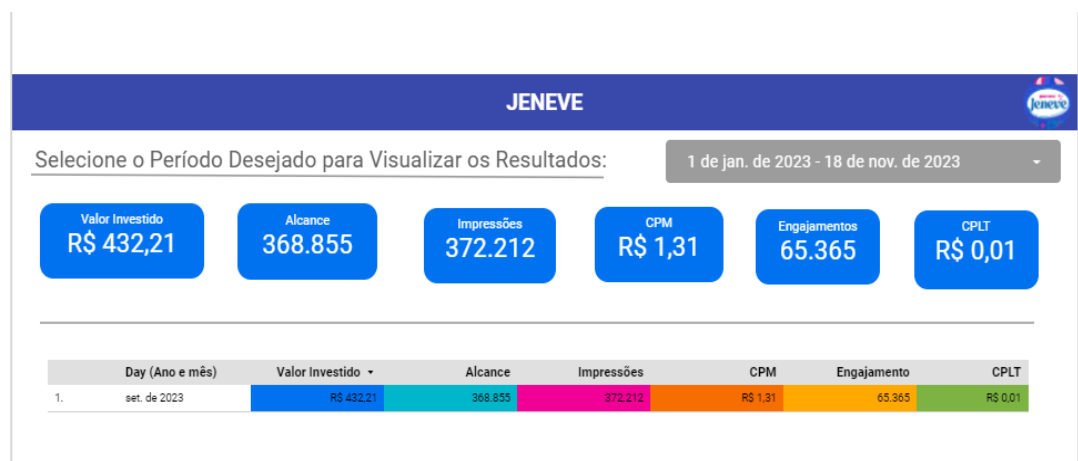 JENEVE
Jeneve
Selecione o Período Desejado para Visualizar os Resultados:
1 de jan. de 2023 - 18 de nov. de 2023
Valor Investido
R$ 432,21
Alcance
368.855
Impressões
372.212
CPM
R$ 1,31
Engajamentos
65.365
CPLT
R$ 0,01
Day (Ano e mês) Valor Investido Alcance Impressões CPM Engajamento CPLT
1. set. de 2023 R$ 432,21 368.855 372.212 R$ 1,31 65.365 R$ 0,01